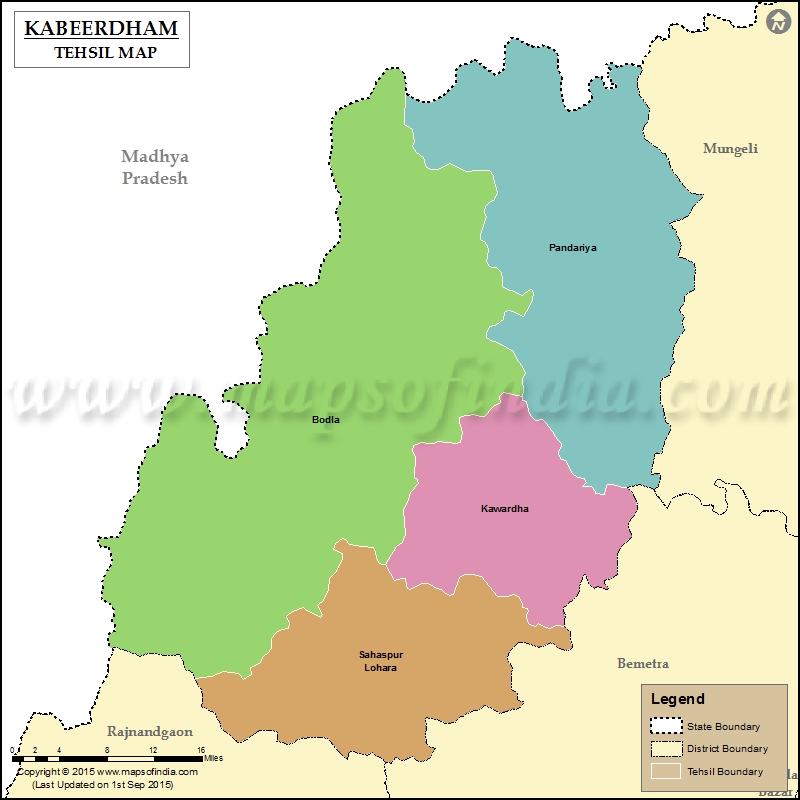 KABEERDHAM
TEHSIL MAP
N
Madhya
Pradesh
Mungeli
Pandariya
www.mapsofindia.com
Bodla
Kawardha
Sahaspur
Lohara
Bemetra
Rajnandgaon
Legend
State Boundary
District Boundary
Tehsil Boundary
0 2 4 8 12 16
Miles
Copyright © 2015 www.mapsofindia.com
(Last Updated on 1st Sep 2015)